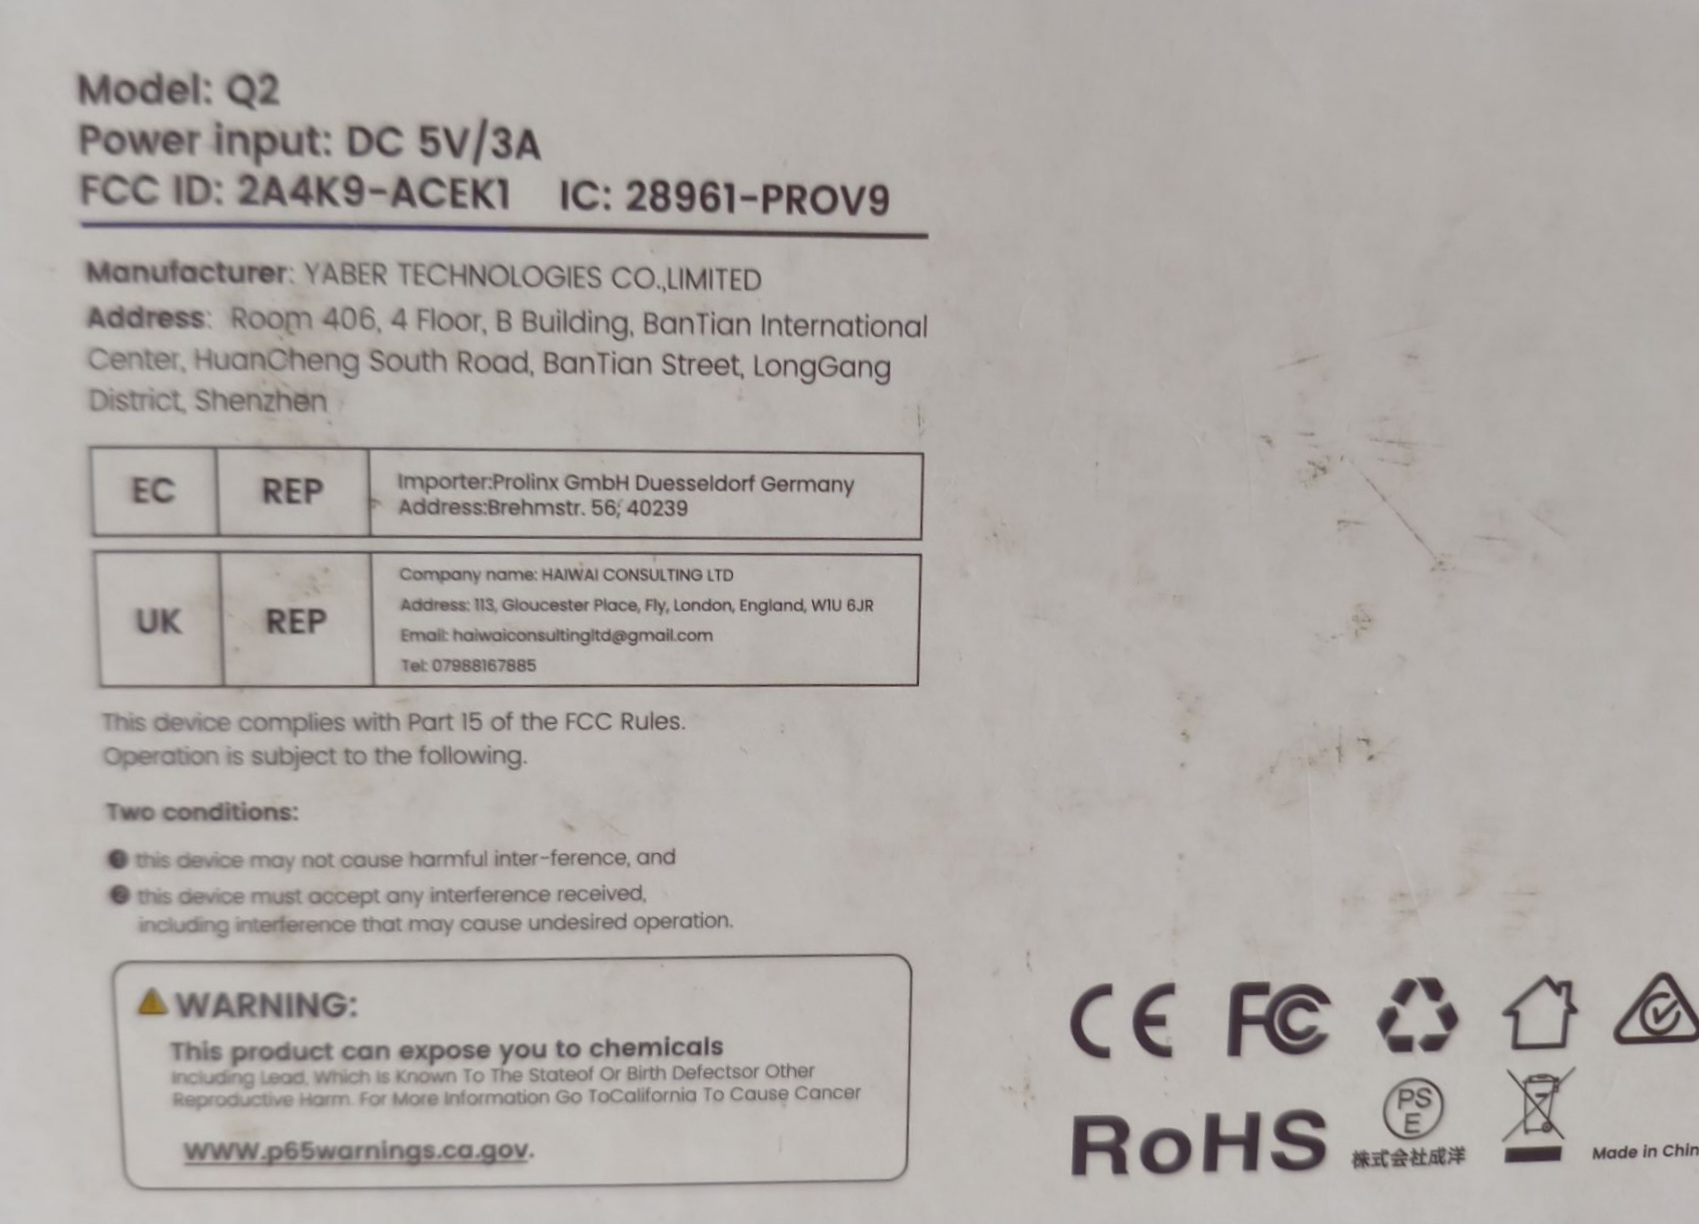 Model: Q2
Power input: DC 5V/3A
FCC ID: 2A4K9-ACEK1 IC: 28961-PROV9
Manufacturer: YABER TECHNOLOGIES CO.,LIMITED
Address: Room 406, 4 Floor, B Building, BanTian International
Center, HuanCheng South Road, BanTian Street, LongGang
District, Shenzhen
EC REP
Importer:Prolinx GmbH Duesseldorf Germany
Address:Brehmstr. 56, 40239
UK REP
Company name: HAIWAI CONSULTING LTD
Address: 113, Gloucester Place, Fly, London, England, W1U 6JR
Email: haiwaiconsultingltd@gmail.com
Tel: 07988167885
This device complies with Part 15 of the FCC Rules.
Operation is subject to the following.
Two conditions:
❶ this device may not cause harmful inter-ference, and
❷ this device must accept any interference received,
including interference that may cause undesired operation.
WARNING:
This product can expose you to chemicals
Including Lead, Which Is Known To The Stateof Or Birth Defectsor Other
Reproductive Harm. For More Information Go ToCalifornia To Cause Cancer
WWW.p65warnings.ca.gov.
CE FC
RoHS
PS
E
株式会社成洋
Made in Chin